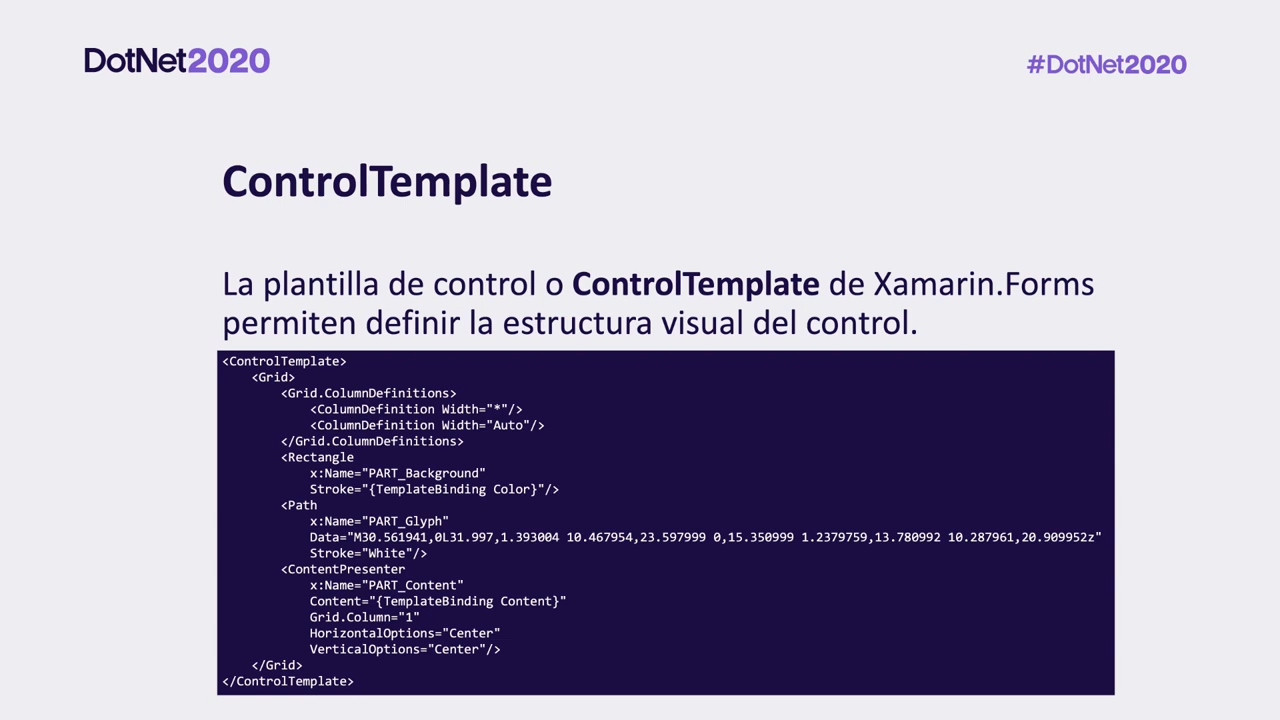 DotNet2020
#DotNet2020
ControlTemplate
La plantilla de control o ControlTemplate de Xamarin.Forms
permiten definir la estructura visual del control.
<ControlTemplate>
    <Grid>
        <Grid.ColumnDefinitions>
            <ColumnDefinition Width="*"/>
            <ColumnDefinition Width="Auto"/>
        </Grid.ColumnDefinitions>
        <Rectangle
            x:Name="PART_Background"
            Stroke="{TemplateBinding Color}"/>
        <Path
            x:Name="PART_Glyph"
            Data="M30.561941,0L31.997,1.393004 10.467954,23.597999 0,15.350999 1.2379759,13.780992 10.287961,20.909952z"
            Stroke="White"/>
        <ContentPresenter
            x:Name="PART_Content"
            Content="{TemplateBinding Content}"
            Grid.Column="1"
            HorizontalOptions="Center"
            VerticalOptions="Center"/>
    </Grid>
</ControlTemplate>